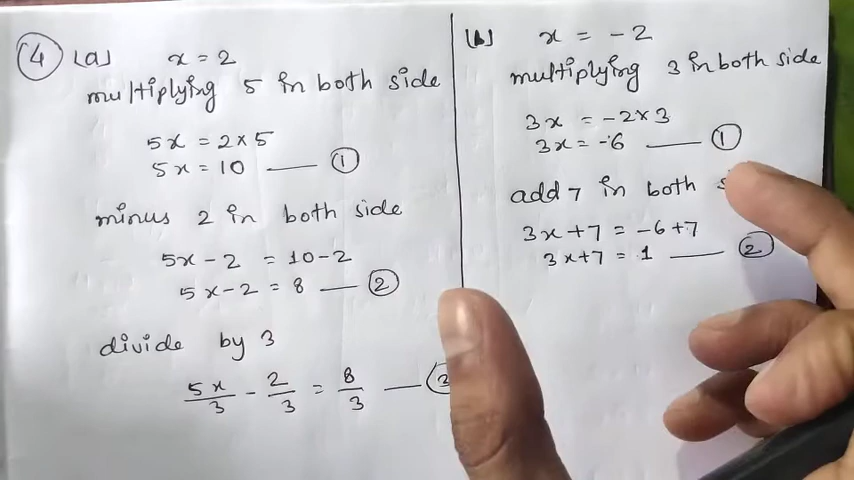 4 (a) x = 2
multiplying 5 in both side
5x = 2×5
5x = 10 —— 1
minus 2 in both side
5x - 2 = 10-2
5x-2 = 8 —— 2
divide by 3
5x/3 - 2/3 = 8/3 —— 3
(b) x = -2
multiplying 3 in both side
3x = -2×3
3x = -6 —— 1
add 7 in both
3x+7 = -6+7
3x+7 = 1 —— 2